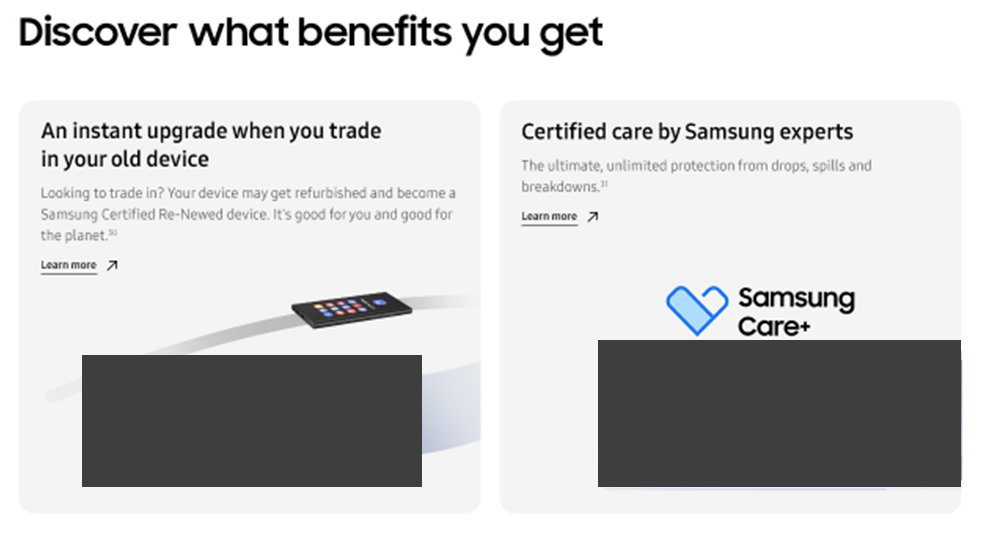 Discover what benefits you get
An instant upgrade when you trade
in your old device
Looking to trade in? Your device may get refurbished and become a
Samsung Certified Re-Newed device. It's good for you and good for
the planet.³⁰
Learn more
Certified care by Samsung experts
The ultimate, unlimited protection from drops, spills and
breakdowns.³¹
Learn more
Samsung
Care+